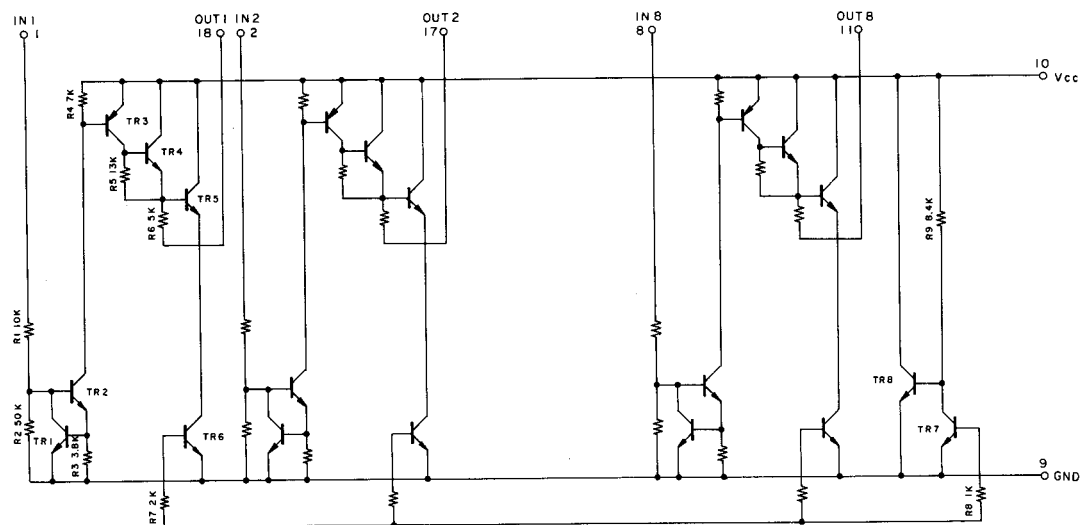 IN1
1
OUT1
18
IN2
2
OUT2
17
IN8
8
OUT8
11
10
Vcc
R4 7K
TR3
TR4
R5 13K
TR5
R6 5K
R9 8.4K
R1 10K
TR2
TR8
R2 50K
TR1
R3 3.8K
TR6
TR7
9
GND
R7 2K
R8 1K